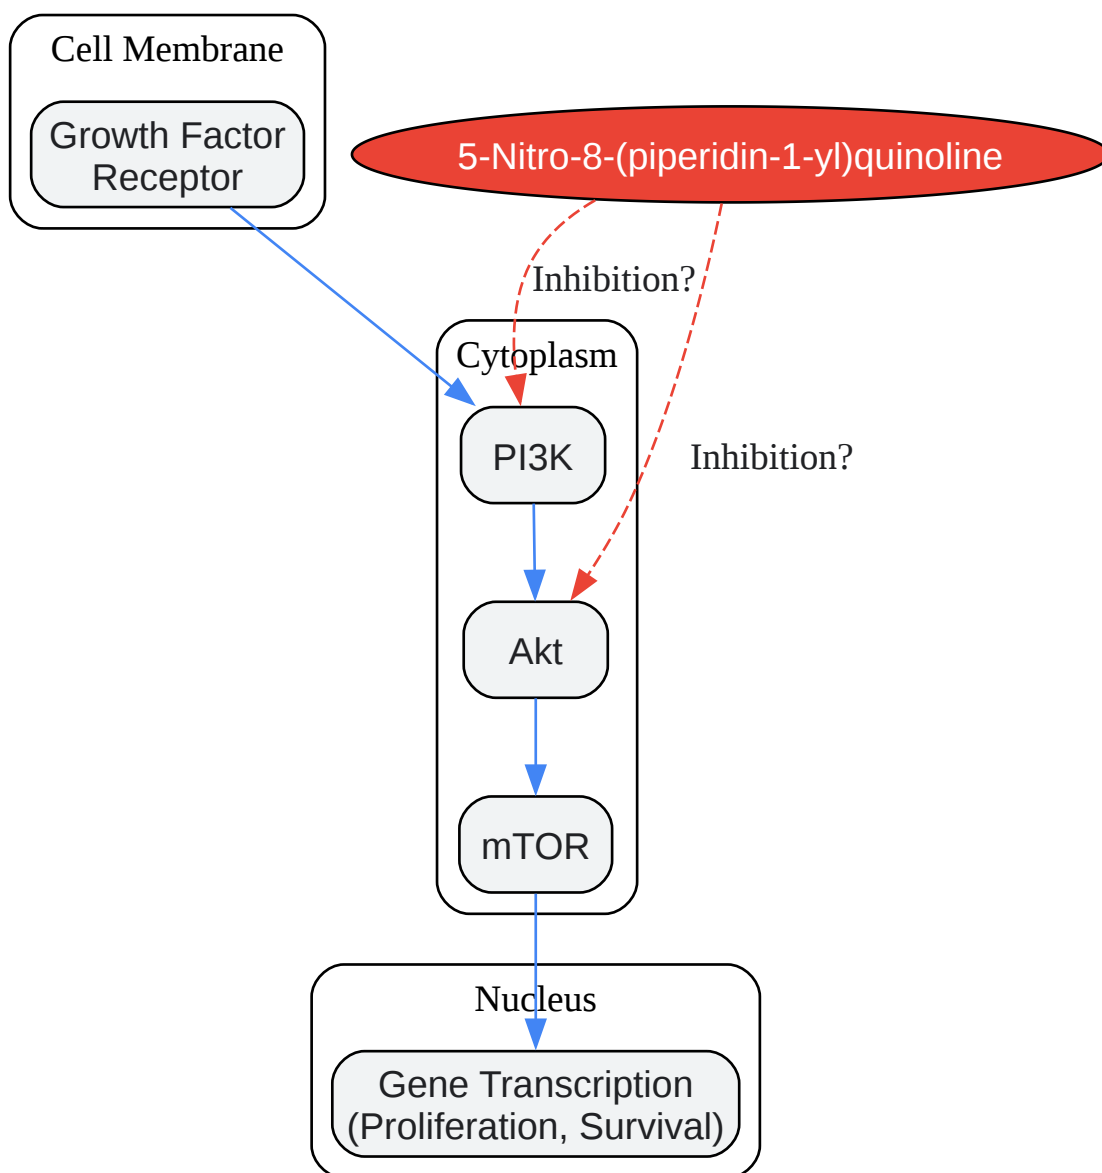 Cell Membrane
Growth Factor
Receptor
5-Nitro-8-(piperidin-1-yl)quinoline
Inhibition?
Cytoplasm
PI3K
Inhibition?
Akt
mTOR
Nucleus
Gene Transcription
(Proliferation, Survival)